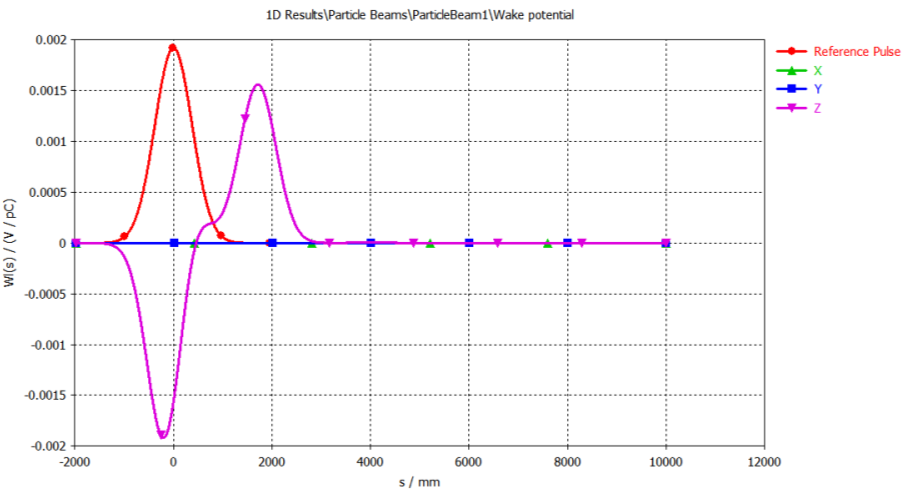 1D Results\Particle Beams\ParticleBeam1\Wake potential
0.002
0.0015
0.001
0.0005
0
-0.0005
-0.001
-0.0015
-0.002
Wi(s) / (V / pC)
-2000 0 2000 4000 6000 8000 10000 12000
s / mm
Reference Pulse
X
Y
Z